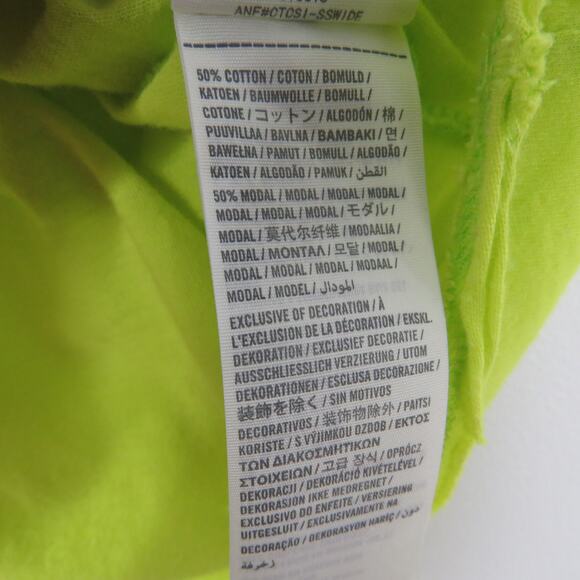 ANF#CTCS1-SSWIDE
50% COTTON / COTON / BOMULD /
KATOEN / BAUMWOLLE / BOMULL /
COTONE / コットン / ALGODÓN / 棉 /
PUUVILLAA / BAVLNA / BAMBAKI / 면 /
BAWEŁNA / PAMUT / BOMULL / ALGODÃO /
KATOEN / ALGODÃO / PAMUK / القطن /
50% MODAL / MODAL / MODAL / MODAL /
MODAL / MODAL / MODAL / モダル /
MODAL / 莫代尔纤维 / MODAALIA /
MODAL / ΜΟΝΤΑΛ / 모달 / MODAL /
MODAL / MODAL / MODAL / MODAAL /
MODAL / MODEL / المودال /
EXCLUSIVE OF DECORATION / À
L'EXCLUSION DE LA DÉCORATION / EKSKL.
DEKORATION / EXCLUSIEF DECORATIE /
AUSSCHLIESSLICH VERZIERUNG / UTOM
DEKORATIONEN / ESCLUSA DECORAZIONE /
装飾を除く / SIN MOTIVOS
DECORATIVOS / 装饰物除外 / PAITSI
KORISTE / S VÝJIMKOU OZDOB / ΕΚΤΟΣ
ΤΩΝ ΔΙΑΚΟΣΜΗΤΙΚΩΝ
ΣΤΟΙΧΕΙΩΝ / 고급 장식 / OPRÓCZ
DEKORACJI / DEKORÁCIÓ KIVÉTELÉVEL /
DEKORASJON IKKE MEDREGNET /
EXCLUSIVO DO ENFEITE / VERSIERING
UITGESLUIT / EXCLUSIVAMENTE NA
DECORAÇÃO / DEKORASYON HARİÇ / دون
زخرفة